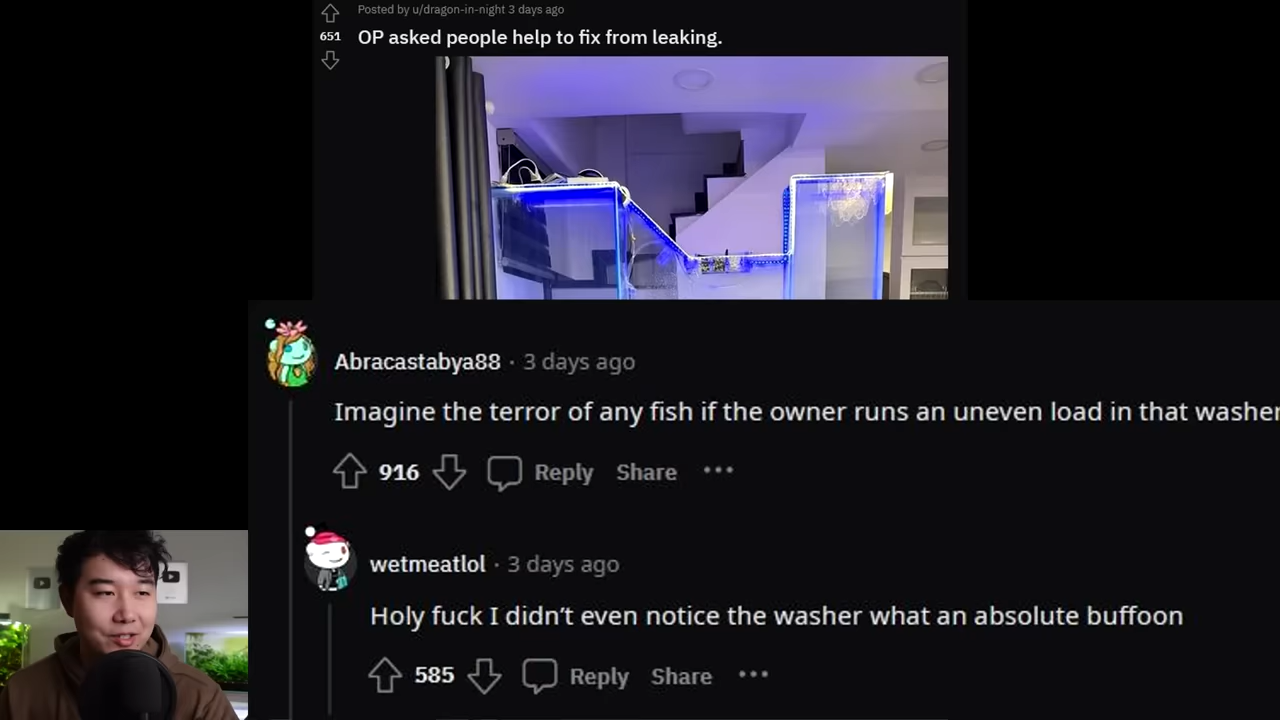 Posted by u/dragon-in-night 3 days ago
651
OP asked people help to fix from leaking.
Abracastabya88 · 3 days ago
Imagine the terror of any fish if the owner runs an uneven load in that washer
916 Reply Share ...
wetmeatlol · 3 days ago
Holy fuck I didn't even notice the washer what an absolute buffoon
585 Reply Share ...